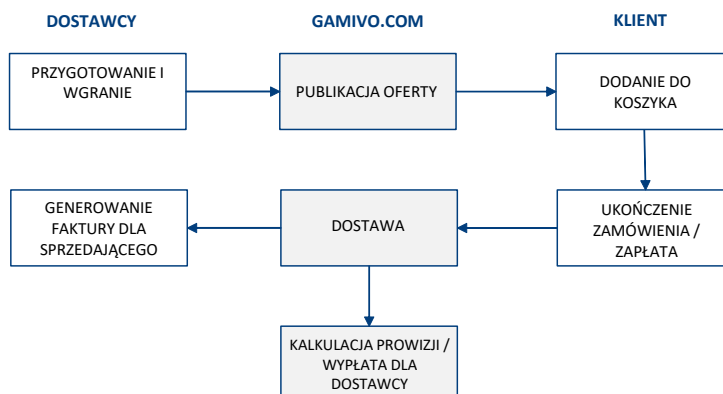 DOSTAWCY
GAMIVO.COM
KLIENT
PRZYGOTOWANIE I
WGRANIE
PUBLIKACJA OFERTY
DODANIE DO
KOSZYKA
GENEROWANIE
FAKTURY DLA
SPRZEDAJĄCEGO
DOSTAWA
UKOŃCZENIE
ZAMÓWIENIA /
ZAPŁATA
KALKULACJA PROWIZJI /
WYPŁATA DLA
DOSTAWCY